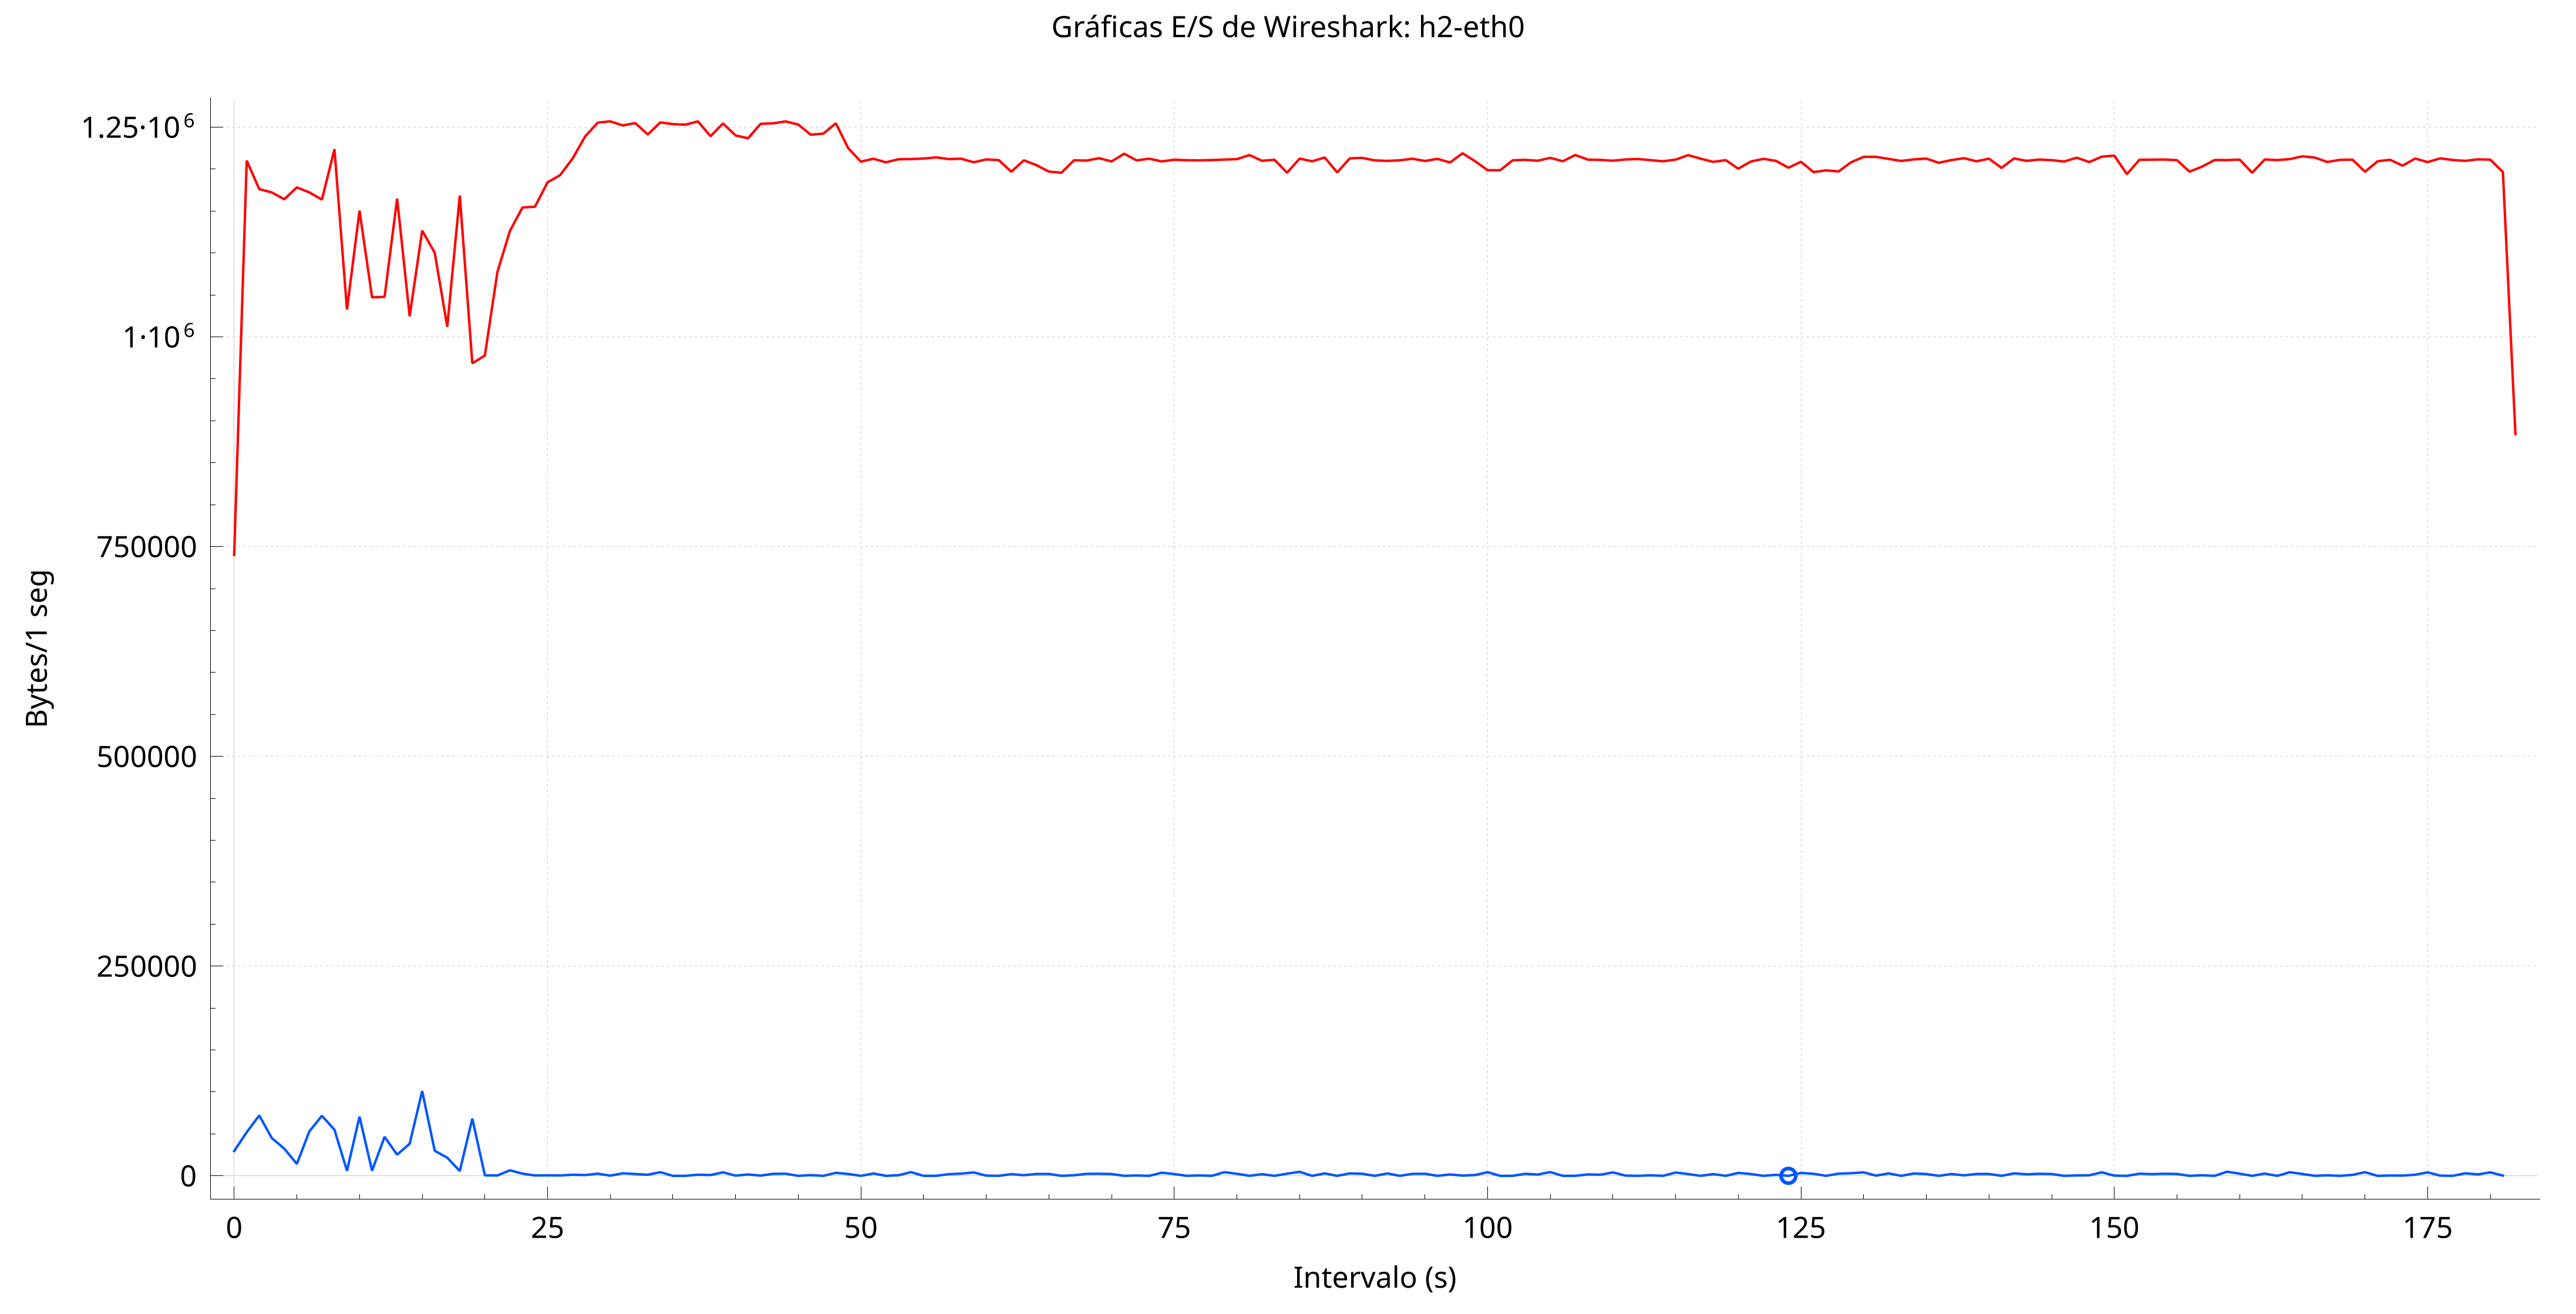 Gráficas E/S de Wireshark: h2-eth0
1.25·10⁶
1·10⁶
750000
500000
250000
0
Bytes/1 seg
0 25 50 75 100 125 150 175
Intervalo (s)